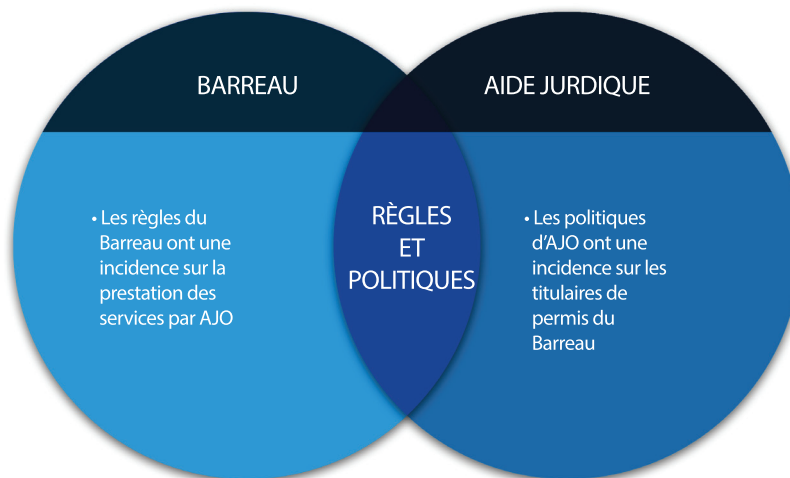 BARREAU
AIDE JURDIQUE
• Les règles du
Barreau ont une
incidence sur la
prestation des
services par AJO
RÈGLES
ET
POLITIQUES
• Les politiques
d'AJO ont une
incidence sur les
titulaires de
permis du
Barreau